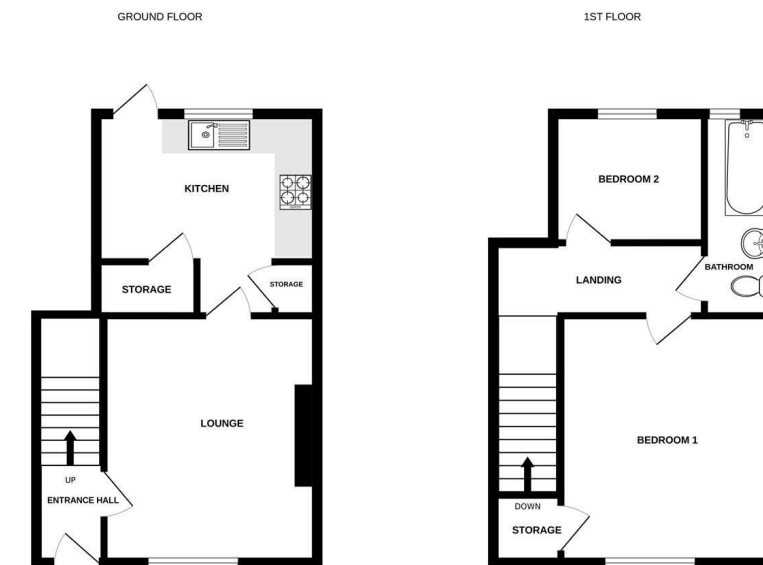 GROUND FLOOR
1ST FLOOR
KITCHEN
STORAGE
STORAGE
LOUNGE
UP
ENTRANCE HALL
BEDROOM 2
BATHROOM
LANDING
BEDROOM 1
DOWN
STORAGE